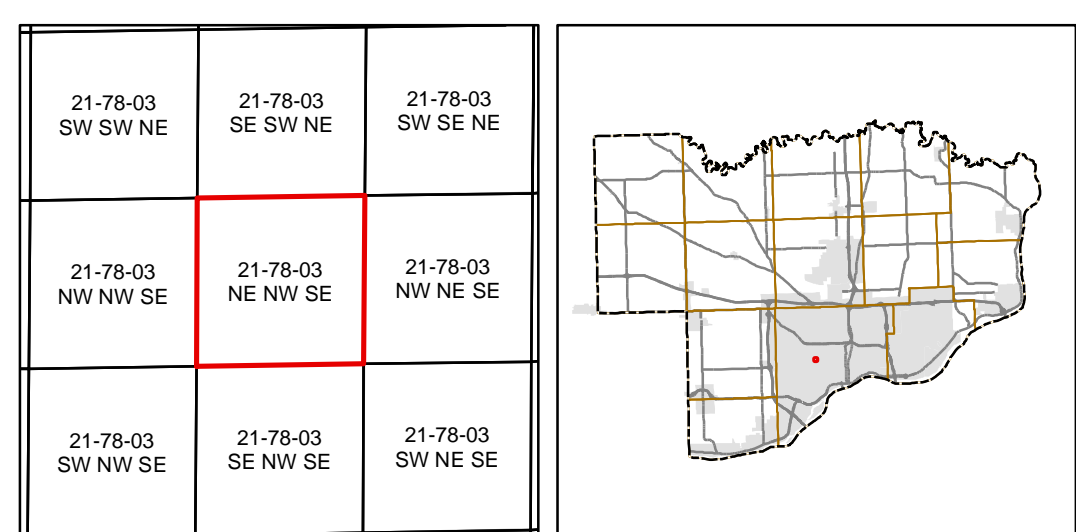 21-78-03
SW SW NE
21-78-03
SE SW NE
21-78-03
SW SE NE
21-78-03
NW NW SE
21-78-03
NE NW SE
21-78-03
NW NE SE
21-78-03
SW NW SE
21-78-03
SE NW SE
21-78-03
SW NE SE